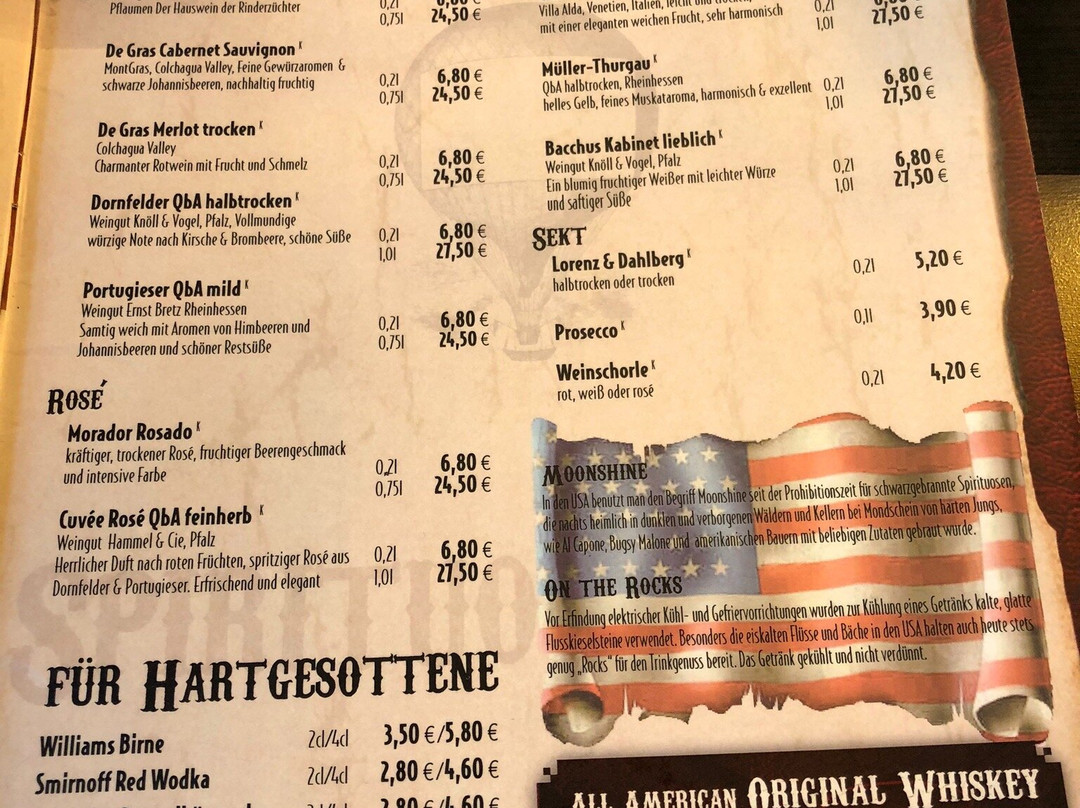 Pflaumen Der Hauswein der Rinderzüchter
0,2l
0,75l 24,50 €
De Gras Cabernet Sauvignon K
MontGras, Colchagua Valley, Feine Gewürzaromen &
schwarze Johannisbeeren, nachhaltig fruchtig 0,2l 6,80 €
0,75l 24,50 €
De Gras Merlot trocken K
Colchagua Valley
Charmanter Rotwein mit Frucht und Schmelz 0,2l 6,80 €
0,75l 24,50 €
Dornfelder QbA halbtrocken K
Weingut Knöll & Vogel, Pfalz, Vollmundige
würzige Note nach Kirsche & Brombeere, schöne Süße 0,2l 6,80 €
1,0l 27,50 €
Portugieser QbA mild K
Weingut Ernst Bretz Rheinhessen
Samtig weich mit Aromen von Himbeeren und 0,2l 6,80 €
Johannisbeeren und schöner Restsüße 0,75l 24,50 €
Rosé
Morador Rosado K
kräftiger, trockener Rosé, fruchtiger Beerengeschmack
und intensive Farbe 0,2l 6,80 €
0,75l 24,50 €
Cuvée Rosé QbA feinherb K
Weingut Hammel & Cie, Pfalz
Herrlicher Duft nach roten Früchten, spritziger Rosé aus 0,2l 6,80 €
Dornfelder & Portugieser. Erfrischend und elegant 1,0l 27,50 €
für Hartgesottene
Williams Birne 2cl/4cl 3,50 €/5,80 €
Smirnoff Red Wodka 2cl/4cl 2,80 €/4,60 €
2,80 €/4,60 €
Villa Alda, Venetien, Italien, leicht und
mit einer eleganten weichen Frucht, sehr harmonisch 0,2l
1,0l 27,50 €
Müller-Thurgau K
QbA halbtrocken, Rheinhessen
helles Gelb, feines Muskataroma, harmonisch & exzellent 0,2l 6,80 €
1,0l 27,50 €
Bacchus Kabinet lieblich K
Weingut Knöll & Vogel, Pfalz
Ein blumig fruchtiger Weißer mit leichter Würze 0,2l 6,80 €
und saftiger Süße 1,0l 27,50 €
Sekt
Lorenz & Dahlberg K 0,2l 5,20 €
halbtrocken oder trocken
Prosecco K 0,1l 3,90 €
Weinschorle K 0,2l 4,20 €
rot, weiß oder rosé
Moonshine
In den USA benutzt man den Begriff Moonshine seit der Prohibitionszeit für schwarzgebrannte Spirituosen,
die nachts heimlich in dunklen und verborgenen Wäldern und Kellern bei Mondschein von harten Jungs,
wie Al Capone, Bugsy Malone und amerikanischen Bauern mit beliebigen Zutaten gebraut wurde.
On the Rocks
Vor Erfindung elektrischer Kühl- und Gefriervorrichtungen wurden zur Kühlung eines Getränks kalte, glatte
Flusskieselsteine verwendet. Besonders die eiskalten Flüsse und Bäche in den USA halten auch heute stets
genug „Rocks“ für den Trinkgenuss bereit. Das Getränk gekühlt und nicht verdünnt.
All American Original Whiskey